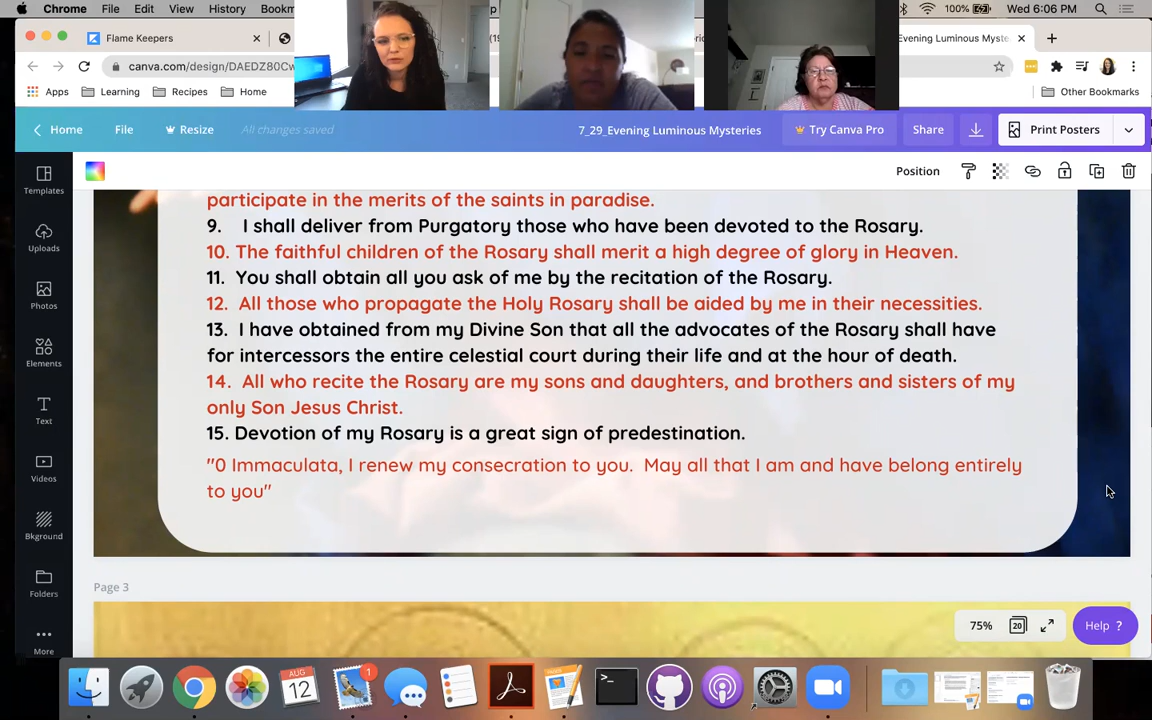 Chrome File Edit View History Bookm p 100% Wed 6:06 PM
Flame Keepers (19 Evening Luminous Myste
canva.com/design/DAEDZ80Cw
Apps Learning Recipes Home Other Bookmarks
Home File Resize All changes saved 7_29_Evening Luminous Mysteries Try Canva Pro Share Print Posters
Position
Templates
Uploads
Photos
Elements
Text
Videos
Bkground
Folders
More
participate in the merits of the saints in paradise.
9. I shall deliver from Purgatory those who have been devoted to the Rosary.
10. The faithful children of the Rosary shall merit a high degree of glory in Heaven.
11. You shall obtain all you ask of me by the recitation of the Rosary.
12. All those who propagate the Holy Rosary shall be aided by me in their necessities.
13. I have obtained from my Divine Son that all the advocates of the Rosary shall have
for intercessors the entire celestial court during their life and at the hour of death.
14. All who recite the Rosary are my sons and daughters, and brothers and sisters of my
only Son Jesus Christ.
15. Devotion of my Rosary is a great sign of predestination.
"0 Immaculata, I renew my consecration to you. May all that I am and have belong entirely
to you"
Page 3
75% 20 Help ?
AUG
12
1
>_